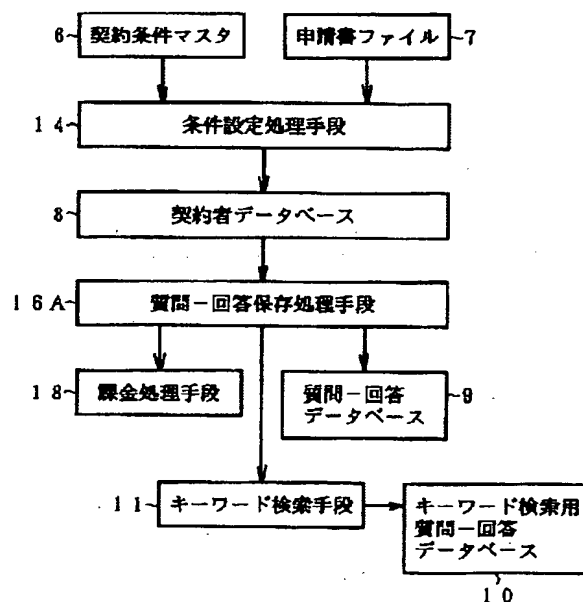 6 契約条件マスタ
申請書ファイル 7
14 条件設定処理手段
8 契約者データベース
16A 質問-回答保存処理手段
18 課金処理手段
質問-回答 9
データベース
11 キーワード検索手段
キーワード検索用
質問-回答
データベース
10